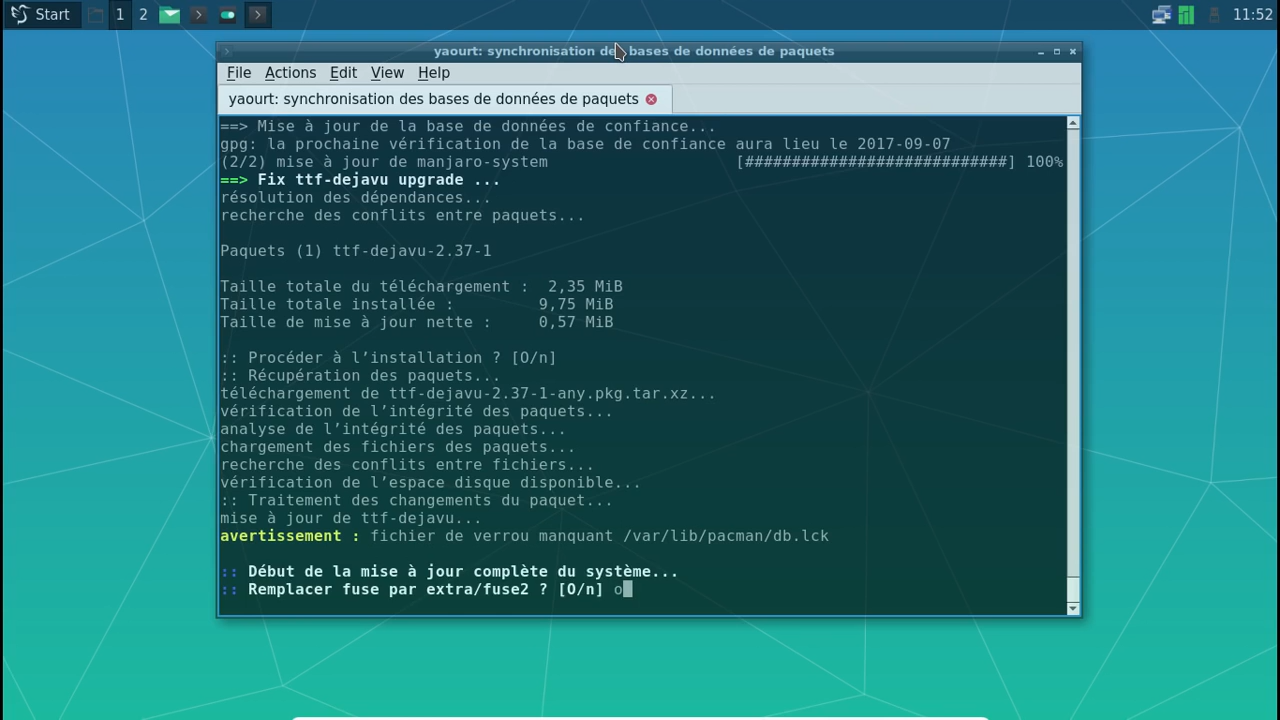 Start 1 2 11:52
yaourt: synchronisation des bases de données de paquets
File Actions Edit View Help
yaourt: synchronisation des bases de données de paquets
==> Mise à jour de la base de données de confiance...
gpg: la prochaine vérification de la base de confiance aura lieu le 2017-09-07
(2/2) mise à jour de manjaro-system [############################] 100%
==> Fix ttf-dejavu upgrade ...
résolution des dépendances...
recherche des conflits entre paquets...
Paquets (1) ttf-dejavu-2.37-1
Taille totale du téléchargement : 2,35 MiB
Taille totale installée : 9,75 MiB
Taille de mise à jour nette : 0,57 MiB
:: Procéder à l’installation ? [O/n]
:: Récupération des paquets...
téléchargement de ttf-dejavu-2.37-1-any.pkg.tar.xz...
vérification de l’intégrité des paquets...
analyse de l’intégrité des paquets...
chargement des fichiers des paquets...
recherche des conflits entre fichiers...
vérification de l’espace disque disponible...
:: Traitement des changements du paquet...
mise à jour de ttf-dejavu...
avertissement : fichier de verrou manquant /var/lib/pacman/db.lck
:: Début de la mise à jour complète du système...
:: Remplacer fuse par extra/fuse2 ? [O/n] o